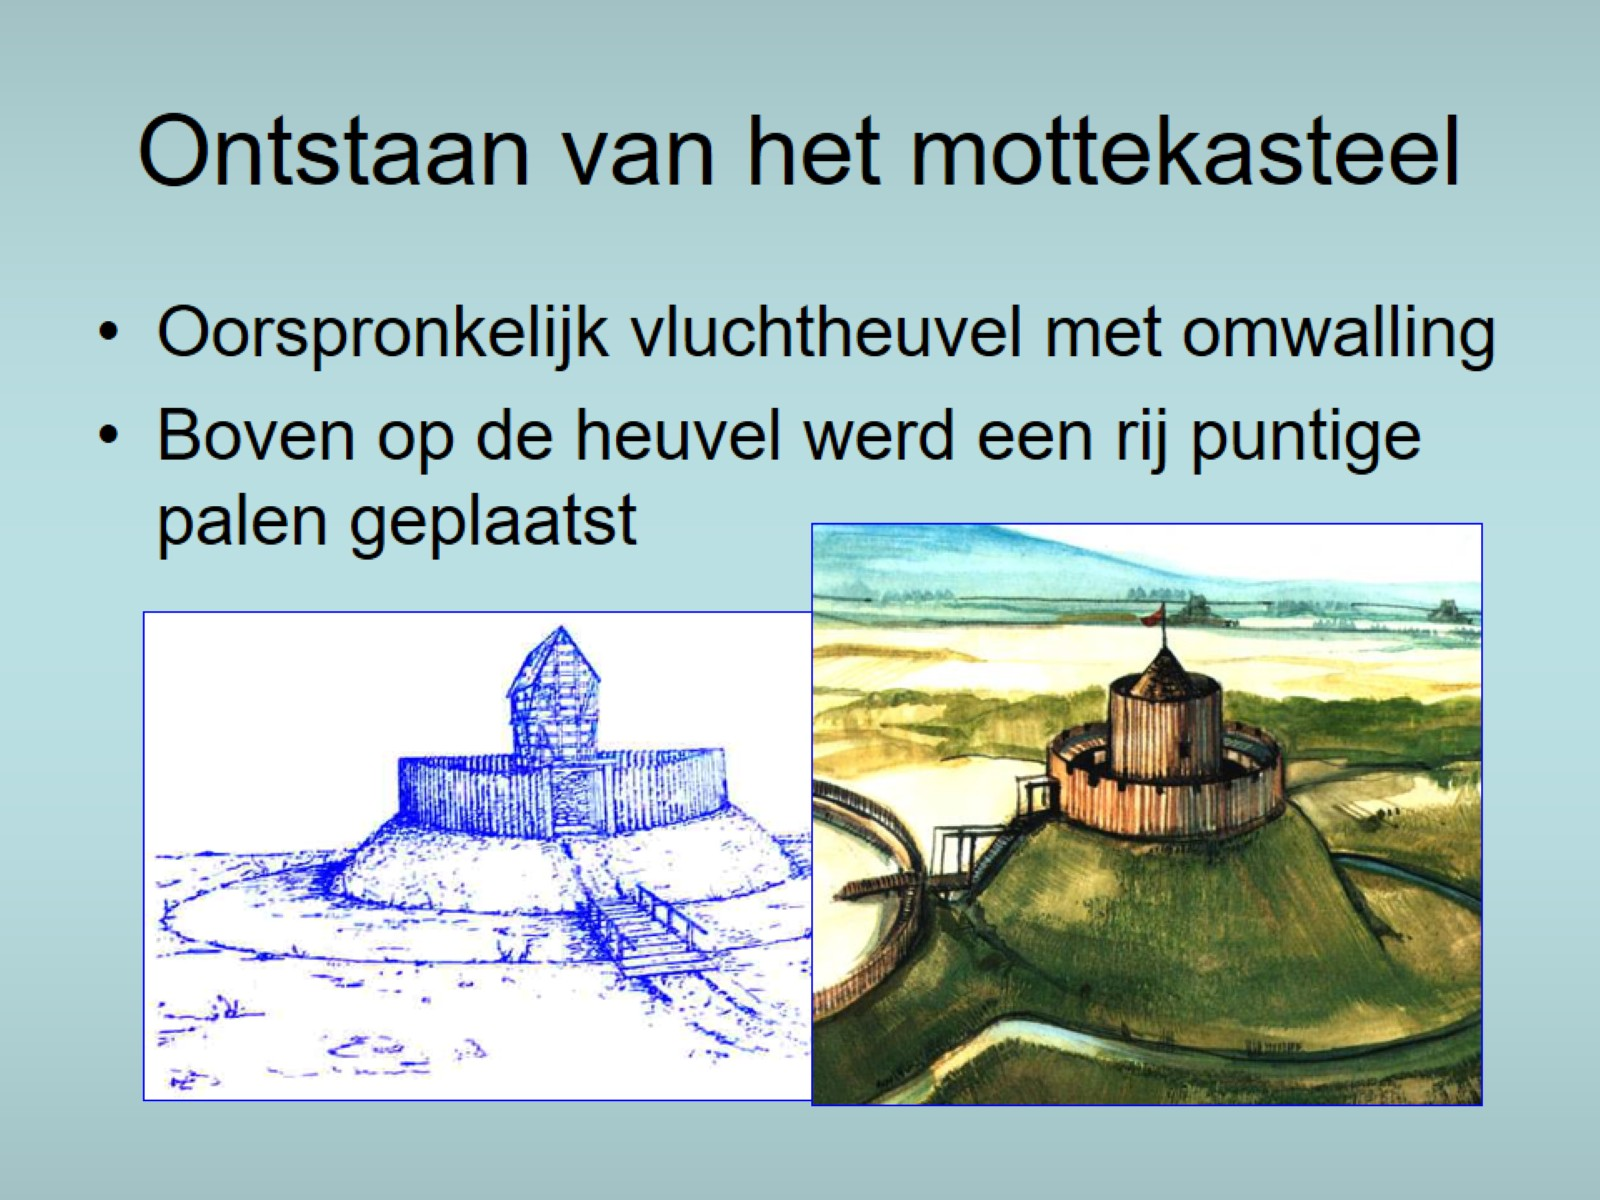 Ontstaan van het mottekasteel
• Oorspronkelijk vluchtheuvel met omwalling
• Boven op de heuvel werd een rij puntige
palen geplaatst